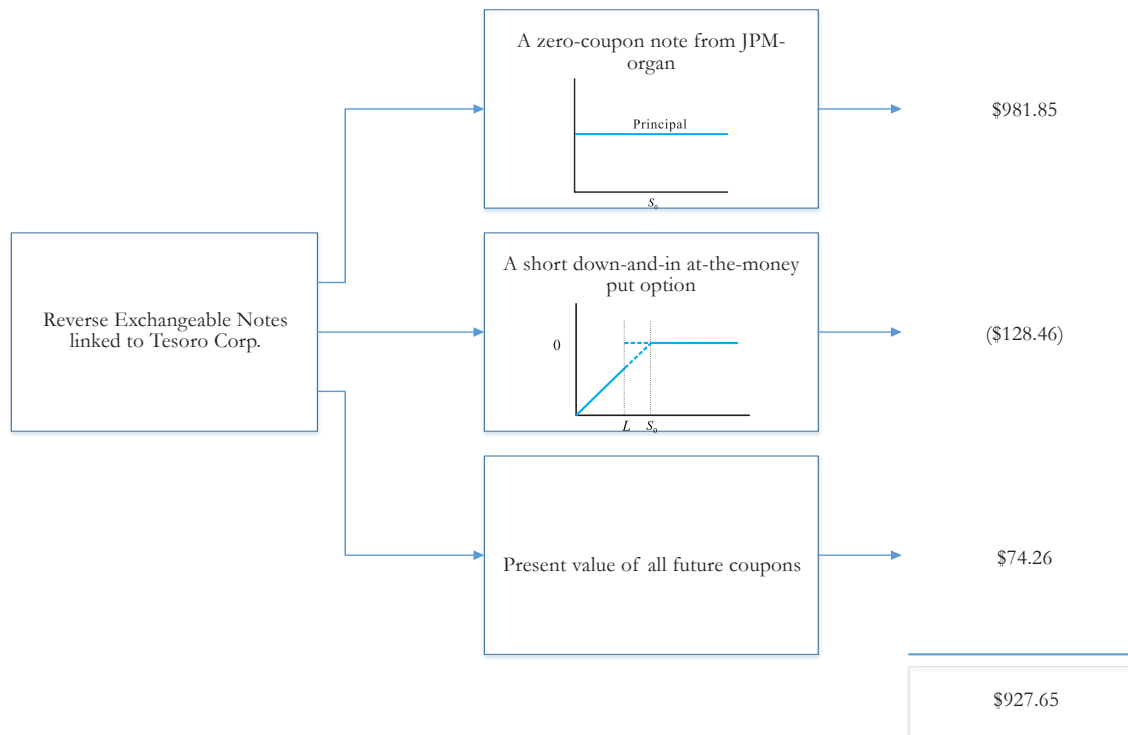 A zero-coupon note from JPM-
organ
Principal
S₀
$981.85
Reverse Exchangeable Notes
linked to Tesoro Corp.
A short down-and-in at-the-money
put option
0
L S₀
($128.46)
Present value of all future coupons
$74.26
$927.65